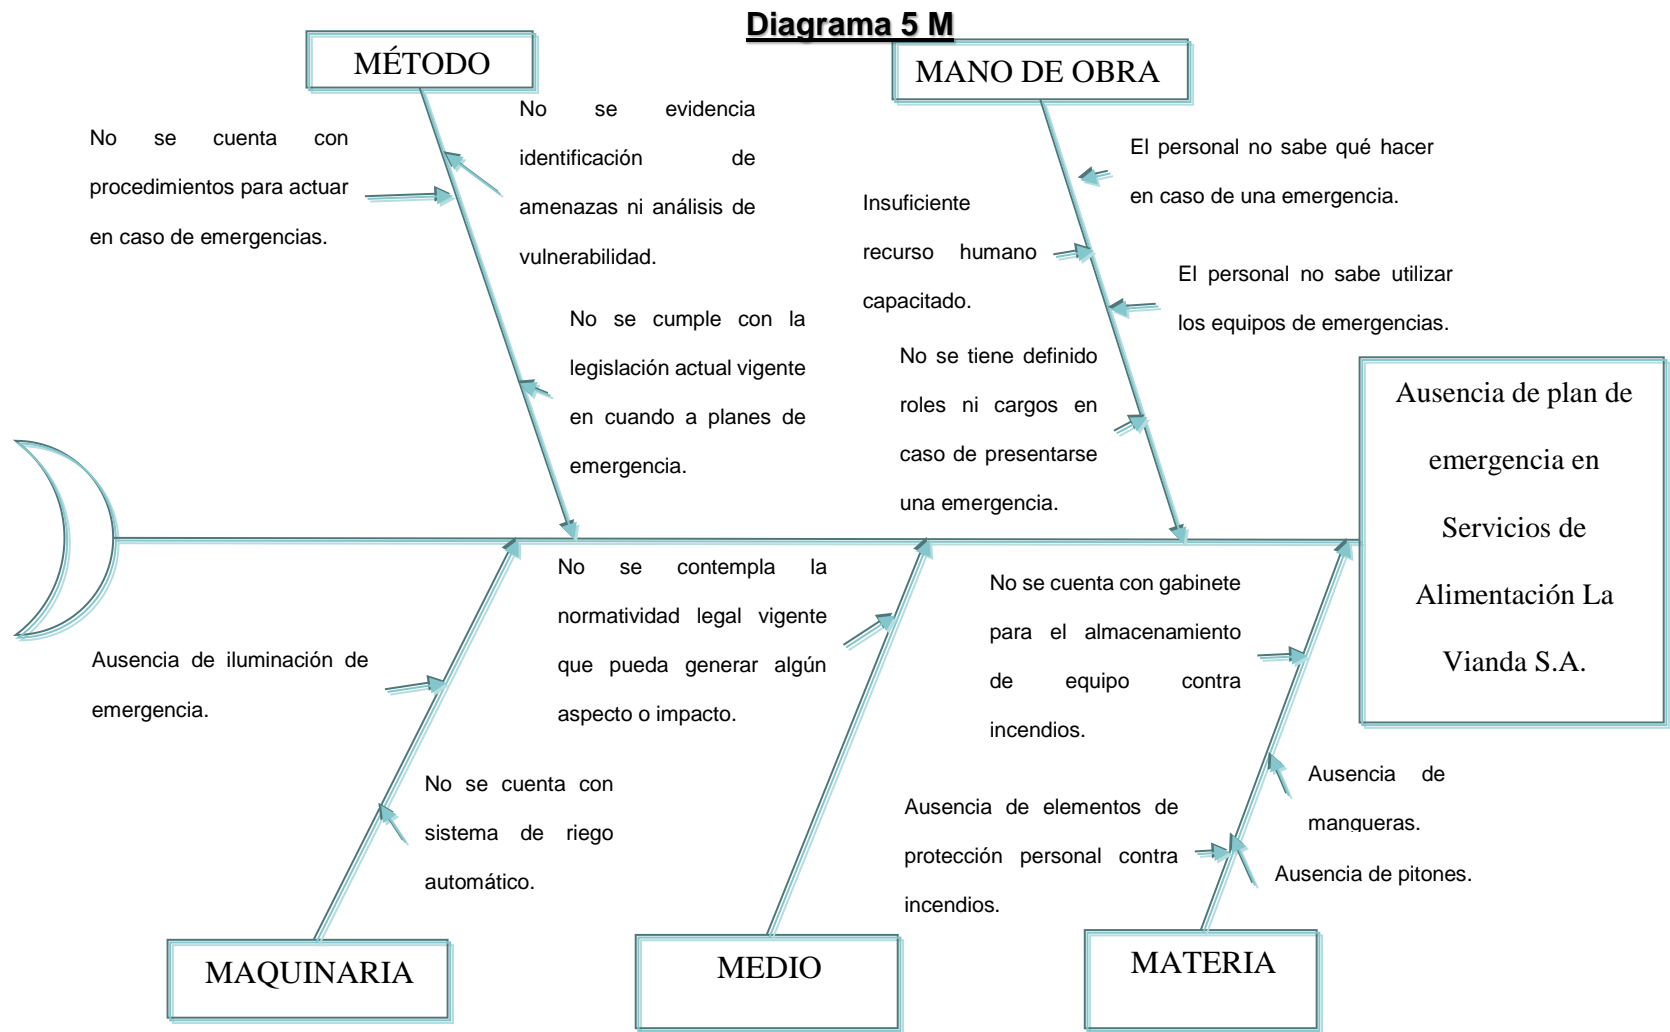 Diagrama 5 M
MÉTODO
No se cuenta con
procedimientos para actuar
en caso de emergencias.
No se evidencia
identificación de
amenazas ni análisis de
vulnerabilidad.
No se cumple con la
legislación actual vigente
en cuando a planes de
emergencia.
MANO DE OBRA
Insuficiente
recurso humano
capacitado.
El personal no sabe qué hacer
en caso de una emergencia.
El personal no sabe utilizar
los equipos de emergencias.
No se tiene definido
roles ni cargos en
caso de presentarse
una emergencia.
Ausencia de plan de
emergencia en
Servicios de
Alimentación La
Vianda S.A.
Ausencia de iluminación de
emergencia.
No se cuenta con
sistema de riego
automático.
MAQUINARIA
No se contempla la
normatividad legal vigente
que pueda generar algún
aspecto o impacto.
MEDIO
No se cuenta con gabinete
para el almacenamiento
de equipo contra
incendios.
Ausencia de elementos de
protección personal contra
incendios.
Ausencia de
mangueras.
Ausencia de pitones.
MATERIA